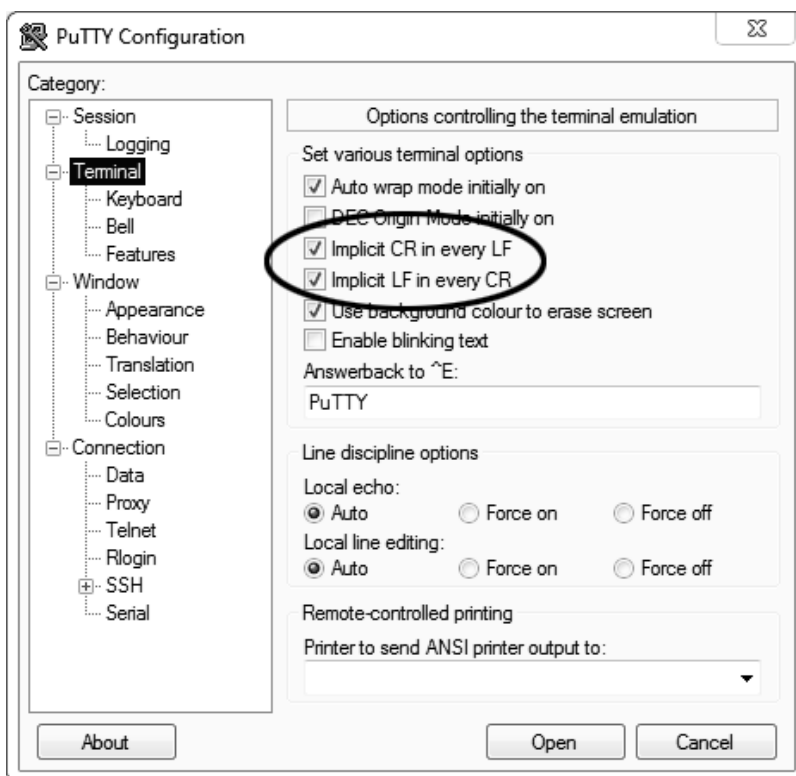 PuTTY Configuration
Category:
Session
Logging
Terminal
Keyboard
Bell
Features
Window
Appearance
Behaviour
Translation
Selection
Colours
Connection
Data
Proxy
Telnet
Rlogin
SSH
Serial
Options controlling the terminal emulation
Set various terminal options
Auto wrap mode initially on
DEC Origin Mode initially on
Implicit CR in every LF
Implicit LF in every CR
Use background colour to erase screen
Enable blinking text
Answerback to ^E:
PuTTY
Line discipline options
Local echo:
Auto Force on Force off
Local line editing:
Auto Force on Force off
Remote-controlled printing
Printer to send ANSI printer output to:
About Open Cancel